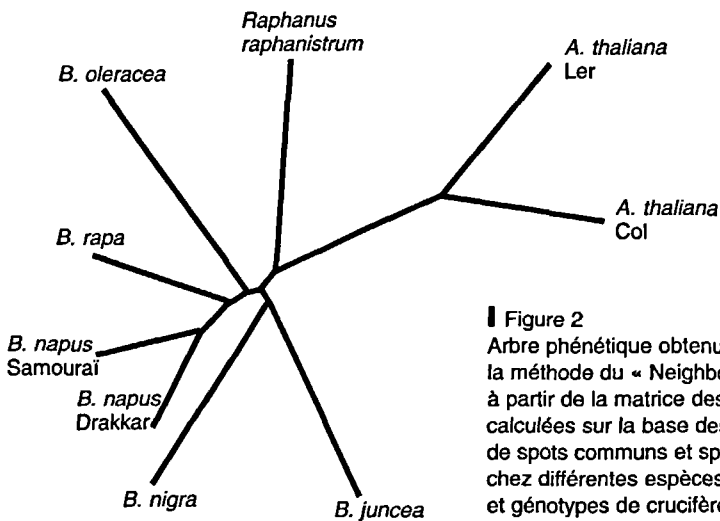 Raphanus
raphanistrum
B. oleracea
A. thaliana
Ler
A. thaliana
Col
B. rapa
B. napus
Samouraï
B. napus
Drakkar
B. nigra
B. juncea
Figure 2
Arbre phénétique obtenu
la méthode du « Neighb
à partir de la matrice des
calculées sur la base des
de spots communs et sp
chez différentes espèces
et génotypes de crucifère